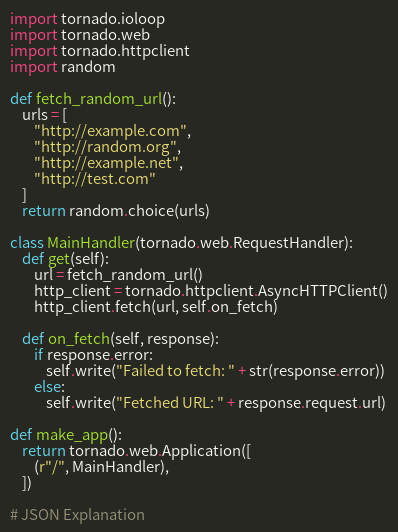 import tornado.ioloop
import tornado.web
import tornado.httpclient
import random

def fetch_random_url():
    urls = [
        "http://example.com",
        "http://random.org",
        "http://example.net",
        "http://test.com"
    ]
    return random.choice(urls)

class MainHandler(tornado.web.RequestHandler):
    def get(self):
        url = fetch_random_url()
        http_client = tornado.httpclient.AsyncHTTPClient()
        http_client.fetch(url, self.on_fetch)

    def on_fetch(self, response):
        if response.error:
            self.write("Failed to fetch: " + str(response.error))
        else:
            self.write("Fetched URL: " + response.request.url)

def make_app():
    return tornado.web.Application([
        (r"/", MainHandler),
    ])

# JSON Explanation